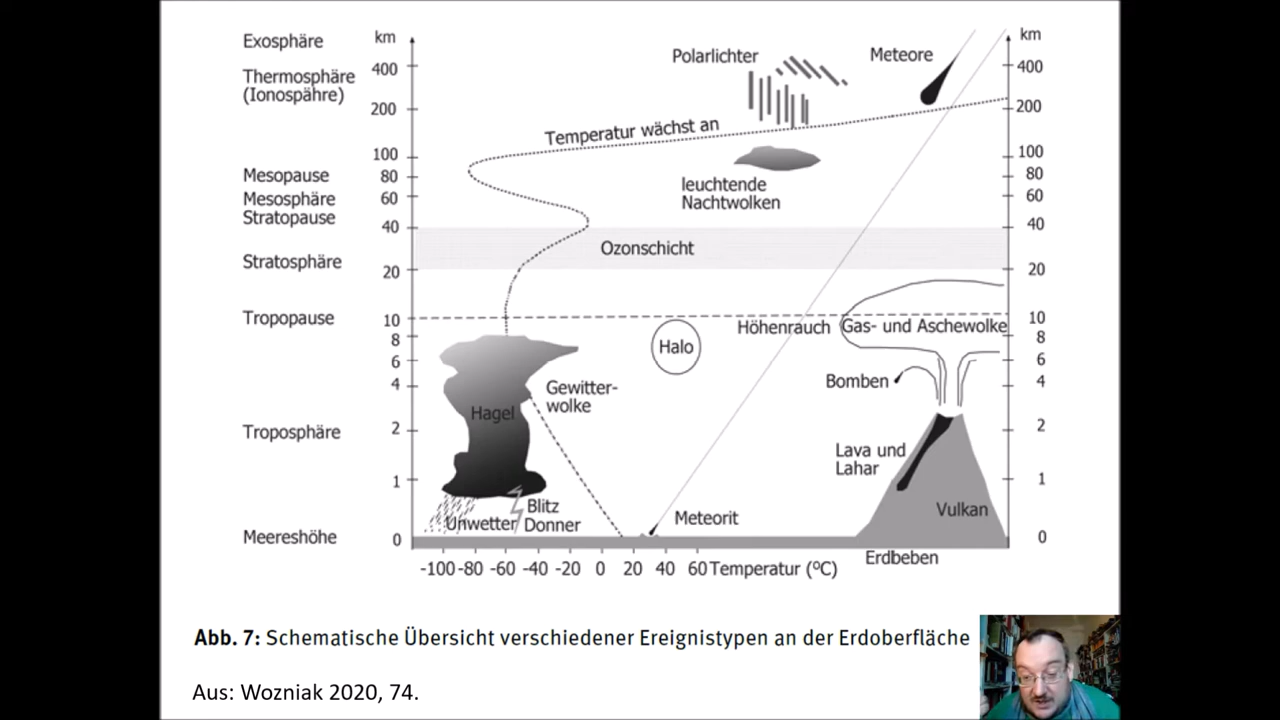 Exosphäre
Thermosphäre
(Ionospähre)
Mesopause
Mesosphäre
Stratopause
Stratosphäre
Tropopause
Troposphäre
Meereshöhe
km
400
200
100
80
60
40
20
10
8
6
4
2
1
0
Polarlichter
Meteore
Temperatur wächst an
leuchtende
Nachtwolken
Ozonschicht
Höhenrauch
Gas- und Aschewolke
Halo
Bomben
Gewitter-
wolke
Hagel
Lava und
Lahar
Blitz
Donner
Unwetter
Meteorit
Vulkan
Erdbeben
km
400
200
100
80
60
40
20
10
8
6
4
2
1
0
-100 -80 -60 -40 -20 0 20 40 60 Temperatur (°C)
Abb. 7: Schematische Übersicht verschiedener Ereignistypen an der Erdoberfläche
Aus: Wozniak 2020, 74.